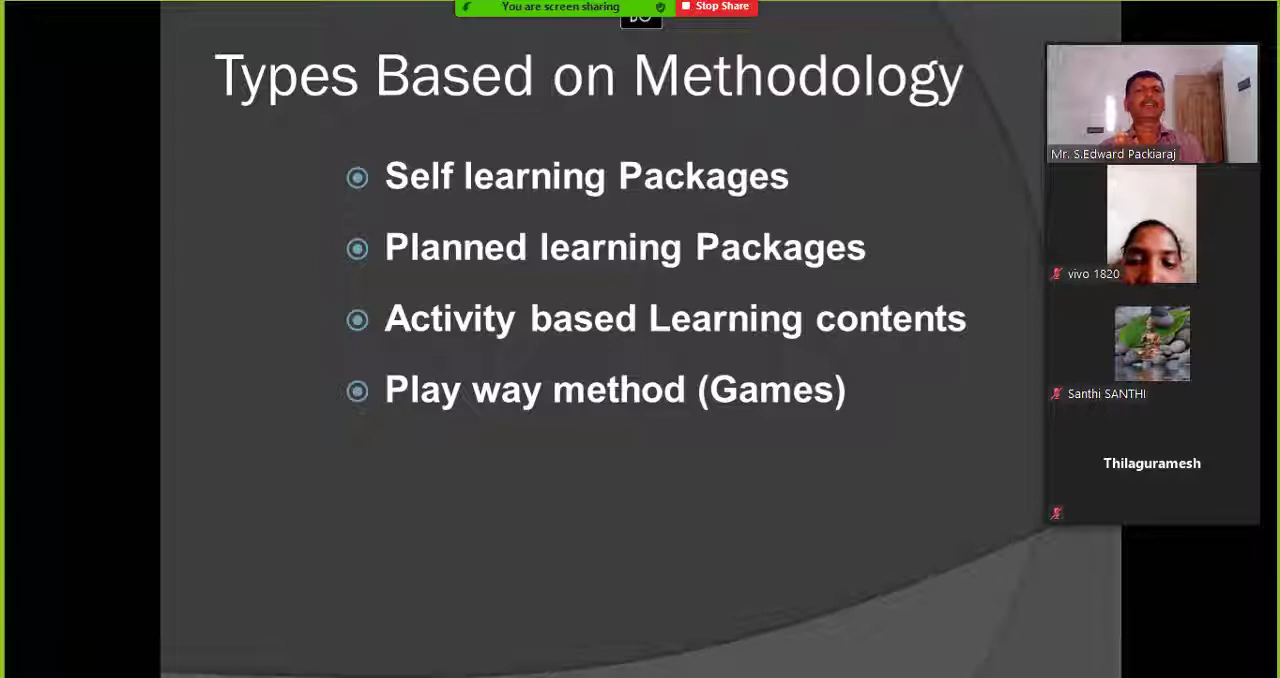 You are screen sharing
Stop Share
Types Based on Methodology
Self learning Packages
Planned learning Packages
Activity based Learning contents
Play way method (Games)
Mr. S.Edward Packiaraj
vivo 1820
Santhi SANTHI
Thilaguramesh